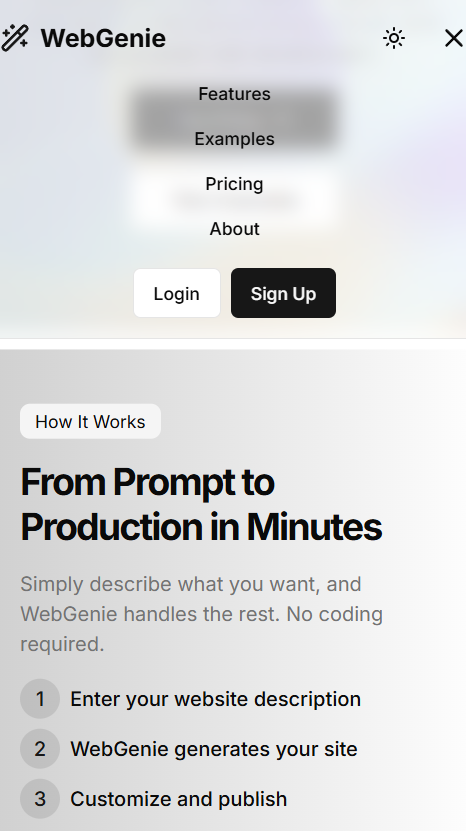 WebGenie
Features
Examples
Pricing
About
Login
Sign Up
How It Works
From Prompt to
Production in Minutes
Simply describe what you want, and
WebGenie handles the rest. No coding
required.
1 Enter your website description
2 WebGenie generates your site
3 Customize and publish